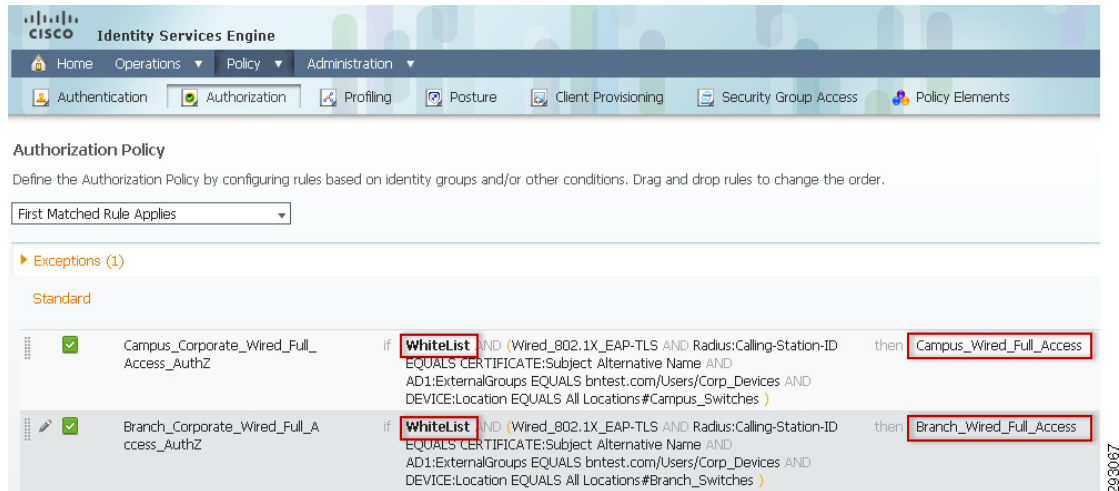 CISCO Identity Services Engine
Home Operations ▼ Policy ▼ Administration ▼
Authentication Authorization Profiling Posture Client Provisioning Security Group Access Policy Elements
Authorization Policy
Define the Authorization Policy by configuring rules based on identity groups and/or other conditions. Drag and drop rules to change the order.
First Matched Rule Applies
Exceptions (1)
Standard
Campus_Corporate_Wired_Full_
Access_AuthZ
if WhiteList AND (Wired_802.1X_EAP-TLS AND Radius:Calling-Station-ID
EQUALS CERTIFICATE:Subject Alternative Name AND
AD1:ExternalGroups EQUALS bntest.com/Users/Corp_Devices AND
DEVICE:Location EQUALS All Locations#Campus_Switches )
then Campus_Wired_Full_Access
Branch_Corporate_Wired_Full_A
ccess_AuthZ
if WhiteList AND (Wired_802.1X_EAP-TLS AND Radius:Calling-Station-ID
EQUALS CERTIFICATE:Subject Alternative Name AND
AD1:ExternalGroups EQUALS bntest.com/Users/Corp_Devices AND
DEVICE:Location EQUALS All Locations#Branch_Switches )
then Branch_Wired_Full_Access
293067